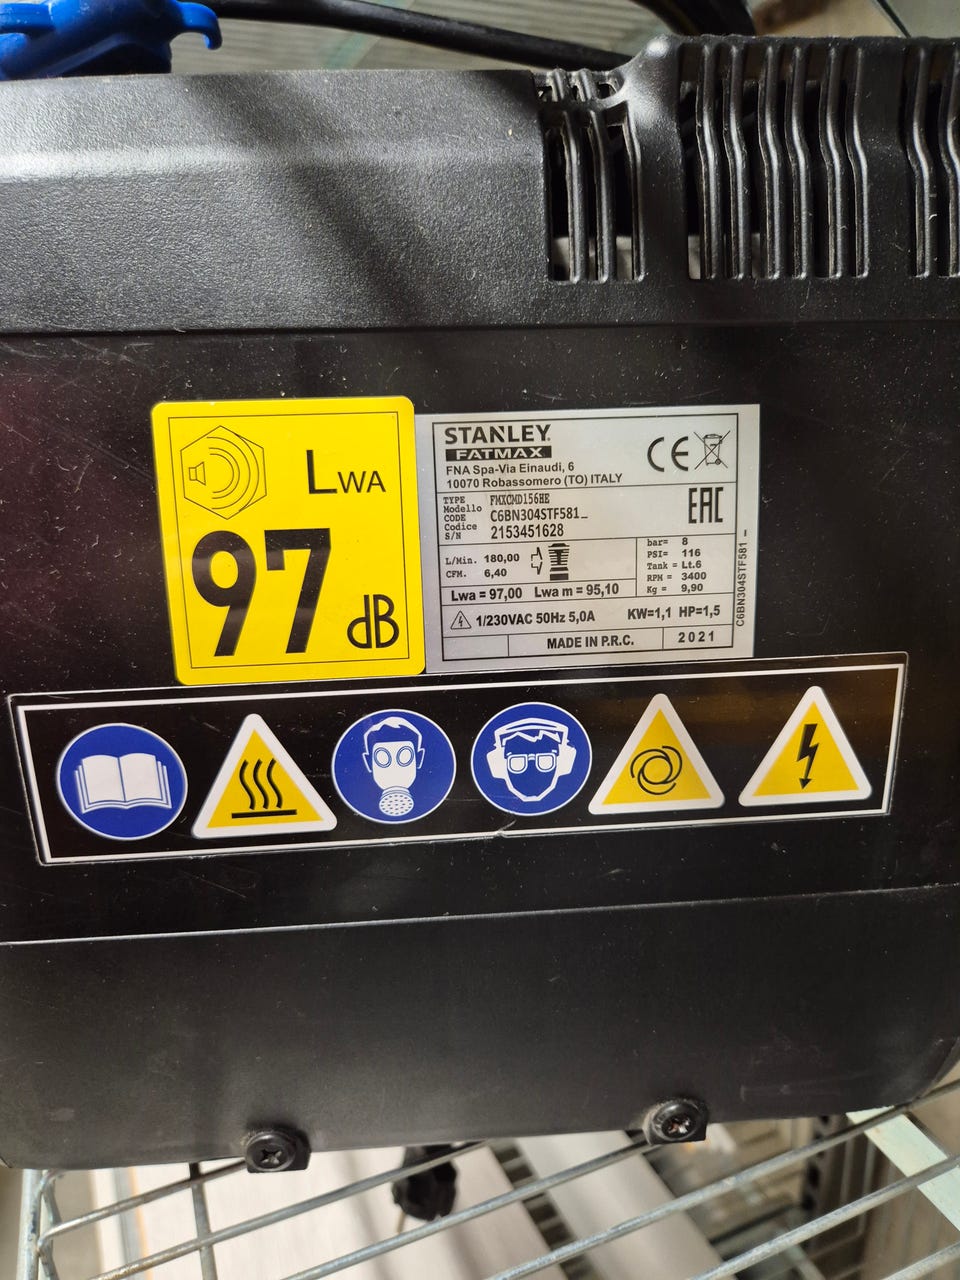 LWA
97
dB
STANLEY
FATMAX
FNA Spa-Via Einaudi, 6
10070 Robassomero (TO) ITALY
CE
TYPE
Modello
FMXCMD156HE
CODE
Codice
C6BN304STF581_
S/N
2153451628
EAC
L/Min. 180,00
CFM. 6,40
bar= 8
PSI= 116
Tank = Lt.6
RPM = 3400
Kg = 9,90
Lwa = 97,00 Lwa m = 95,10
1/230VAC 50Hz 5,0A KW=1,1 HP=1,5
MADE IN P.R.C. 2021
C6BN304STF581 _